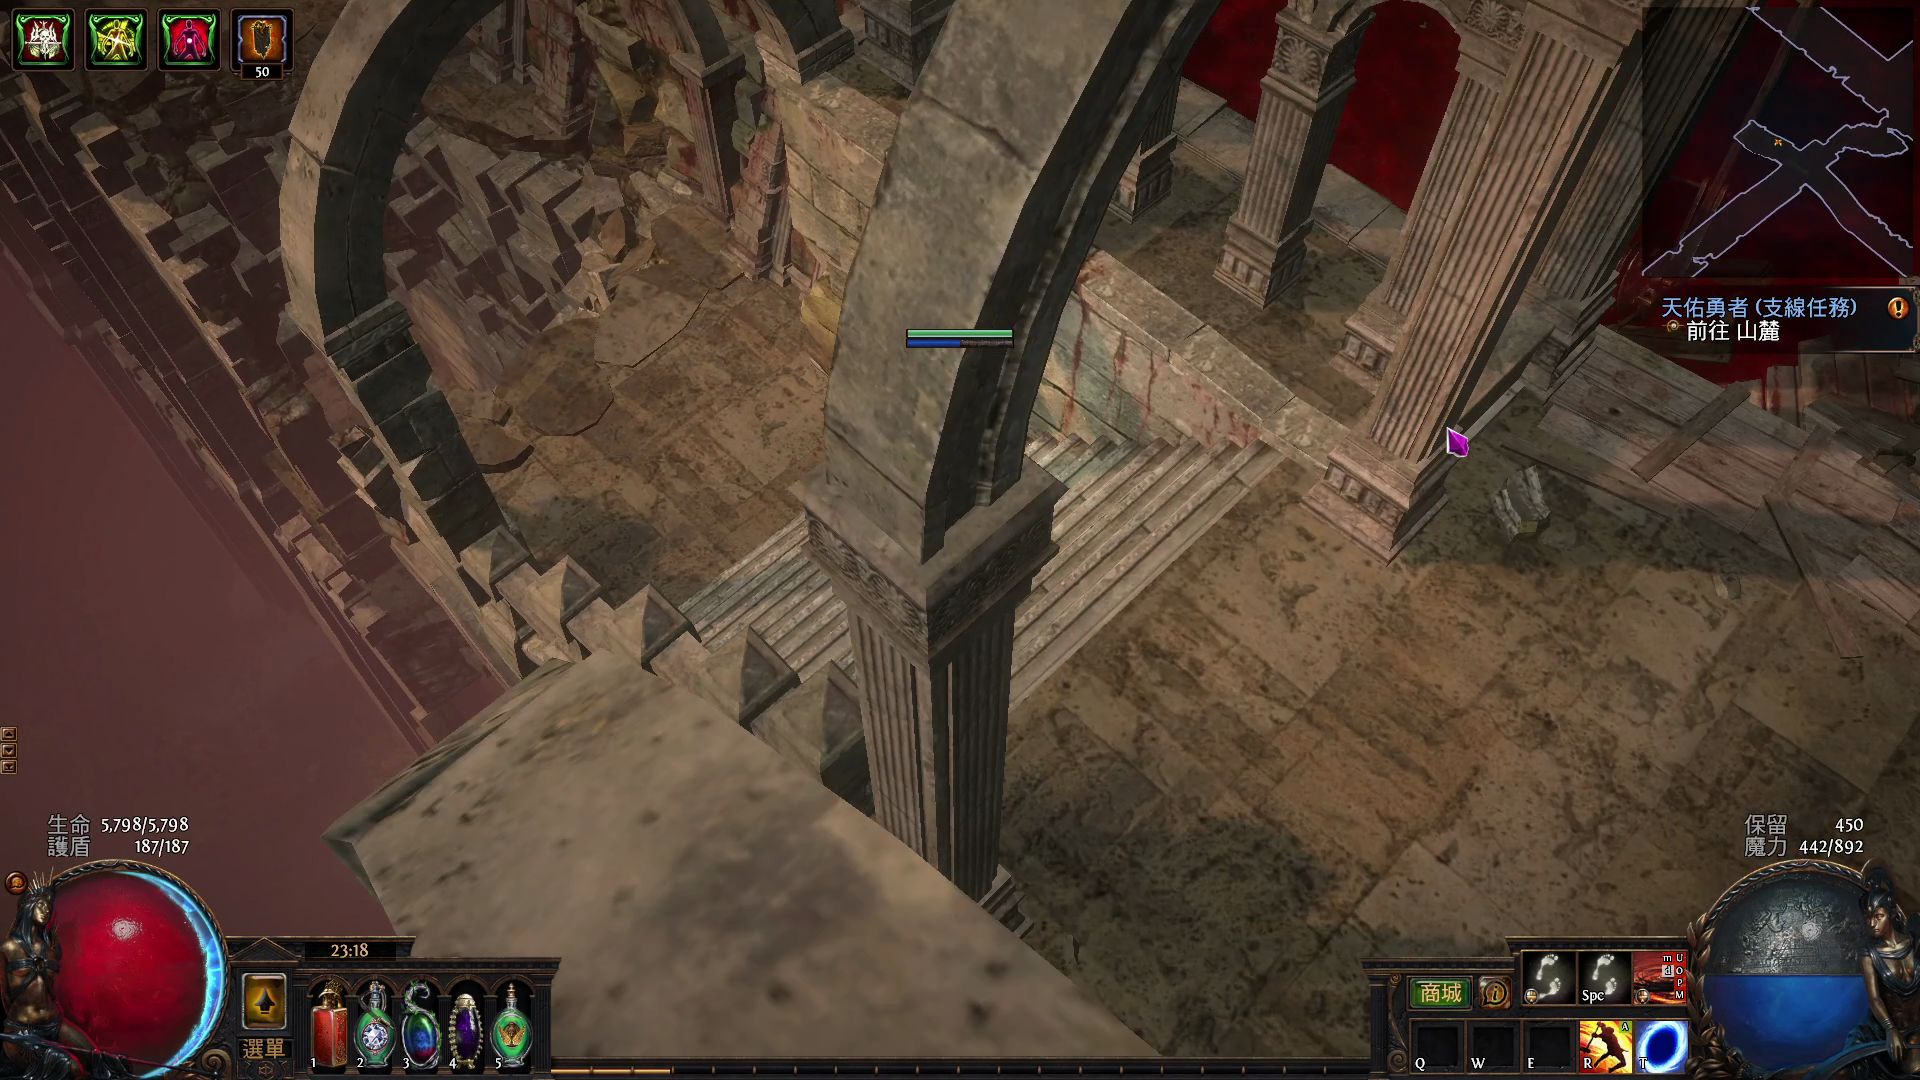 50
天佑勇者 (支線任務)
前往 山麓
生命 5,798/5,798
護盾 187/187
保留 450
魔力 442/892
23:18
選單
1
2
3
4
5
商城
Spc
m U
d O
P
M
Q
W
E
R
A
T